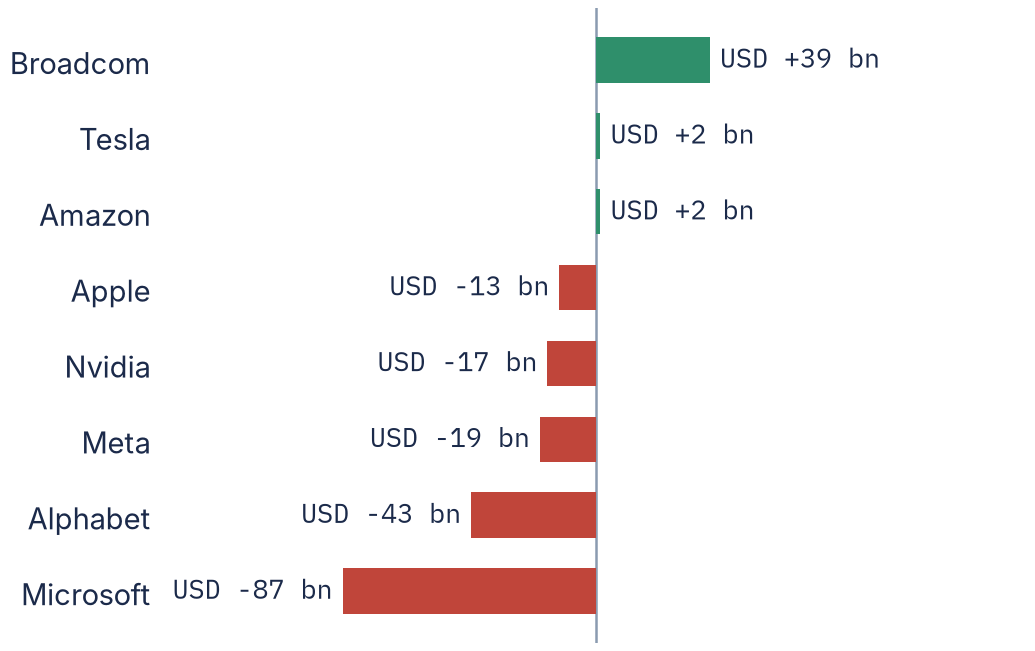 Broadcom USD +39 bn
Tesla USD +2 bn
Amazon USD +2 bn
Apple USD -13 bn
Nvidia USD -17 bn
Meta USD -19 bn
Alphabet USD -43 bn
Microsoft USD -87 bn